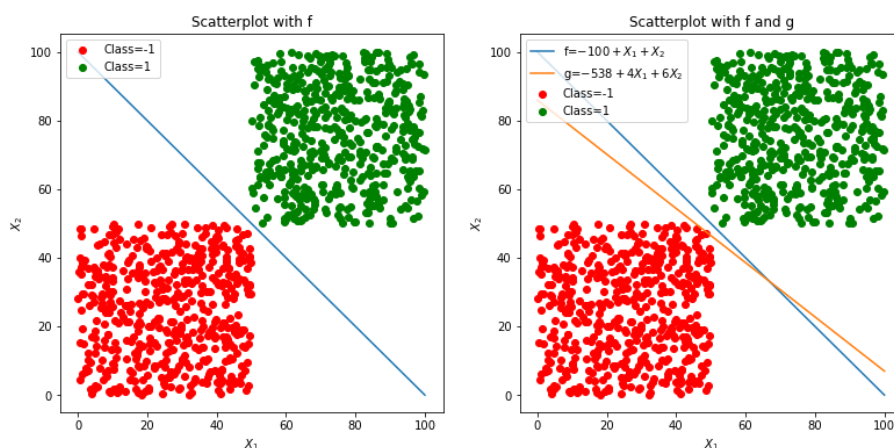 Scatterplot with f
Class=-1
Class=1
100
80
60
40
20
0
X₂
0
20
40
60
80
100
X₁
Scatterplot with f and g
f=−100 + X₁ + X₂
g=−538 + 4X₁ + 6X₂
Class=-1
Class=1
100
80
60
40
20
0
X₂
0
20
40
60
80
100
X₁